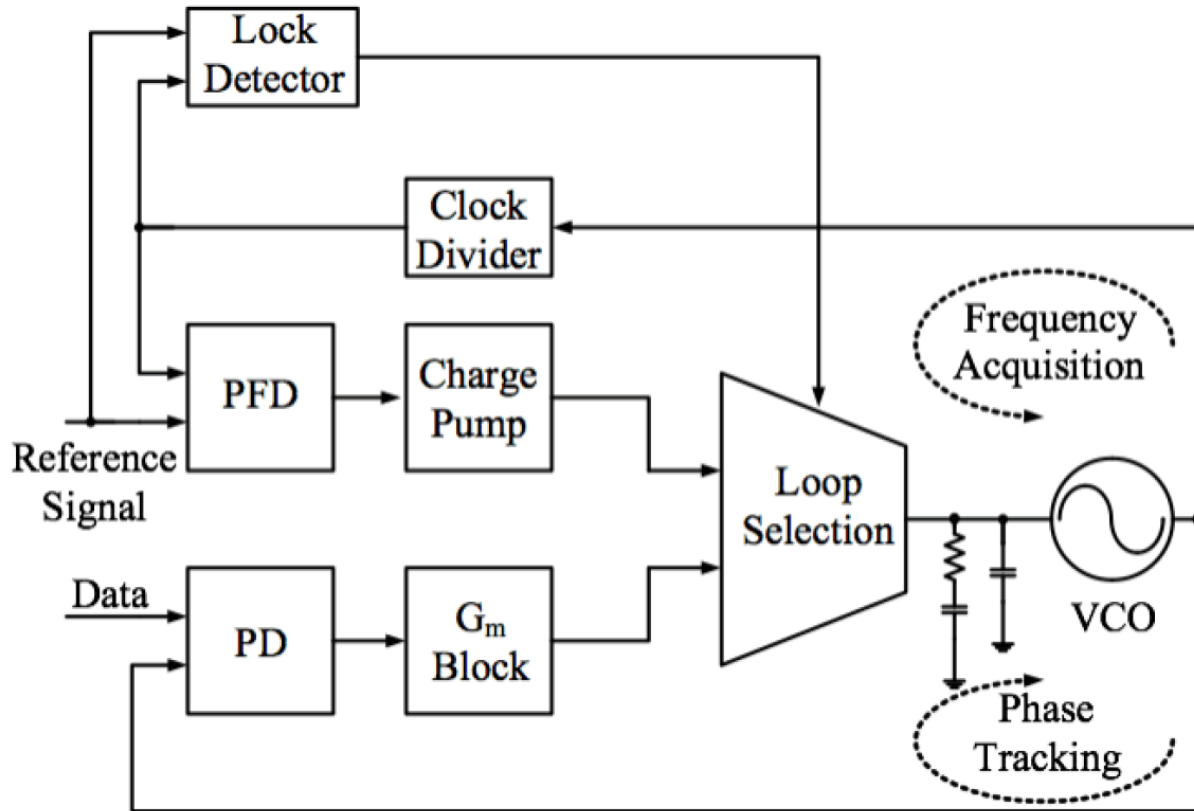 Lock
Detector
Clock
Divider
Frequency
Acquisition
PFD
Charge
Pump
Reference
Signal
Loop
Selection
Data
PD
G_m
Block
VCO
Phase
Tracking